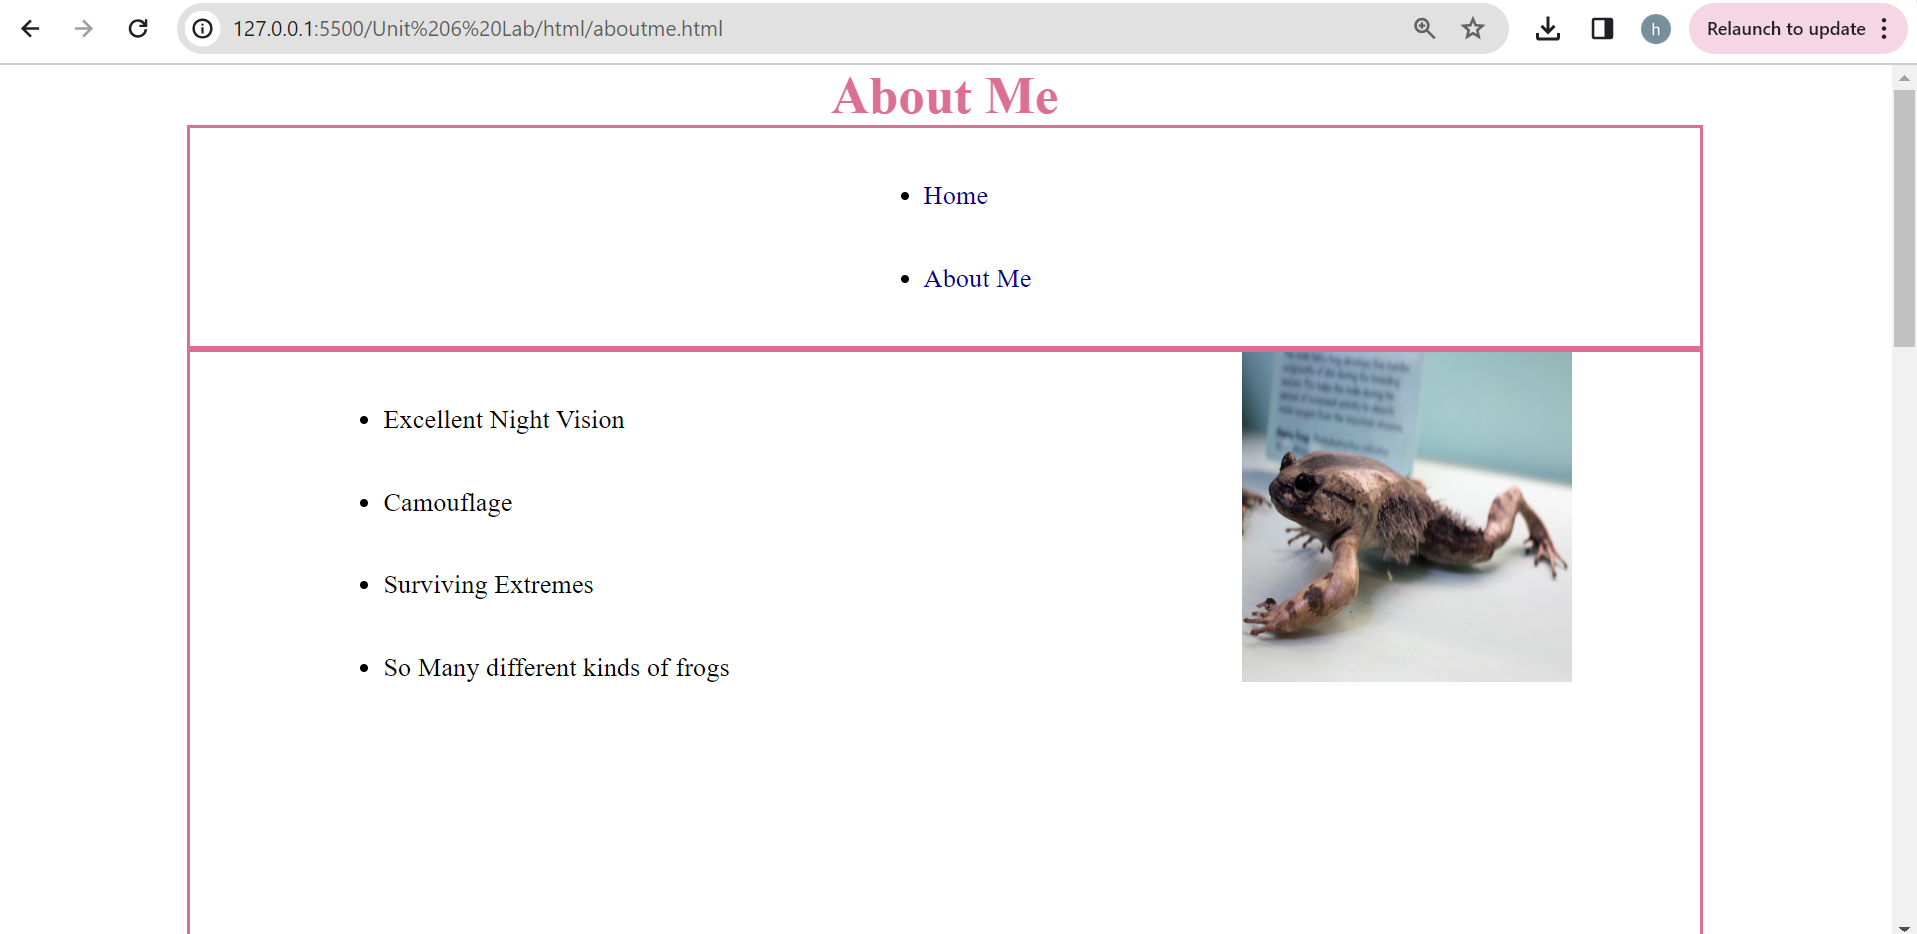 127.0.0.1:5500/Unit%206%20Lab/html/aboutme.html
h
Relaunch to update
About Me
Home
About Me
Excellent Night Vision
Camouflage
Surviving Extremes
So Many different kinds of frogs